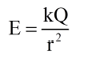 E = kQ / r²